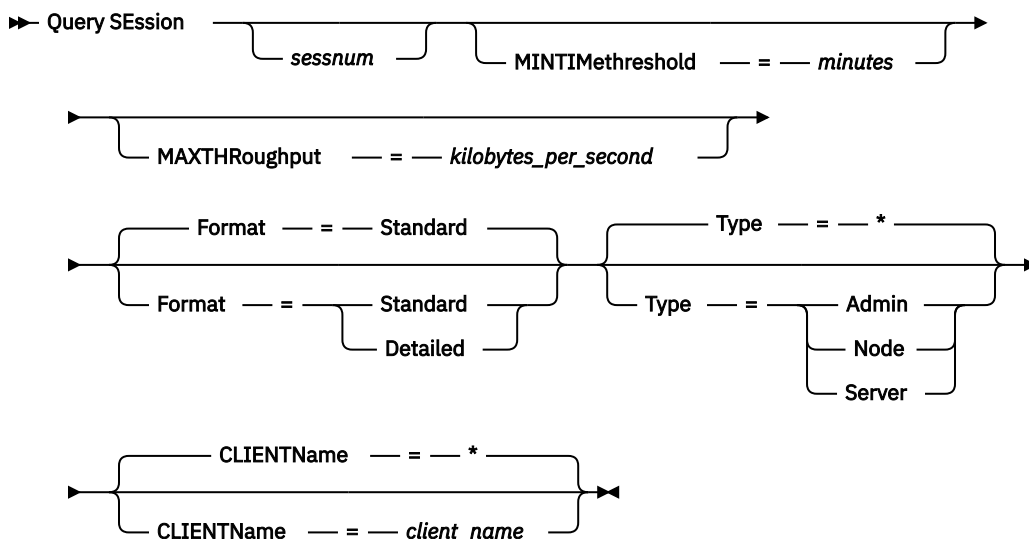 Query SEssion
sessnum
MINTIMethreshold = minutes
MAXTHRoughput = kilobytes_per_second
Format = Standard
Type = *
Format = Standard
Type = Admin
Detailed
Node
Server
CLIENTName = *
CLIENTName = client_name